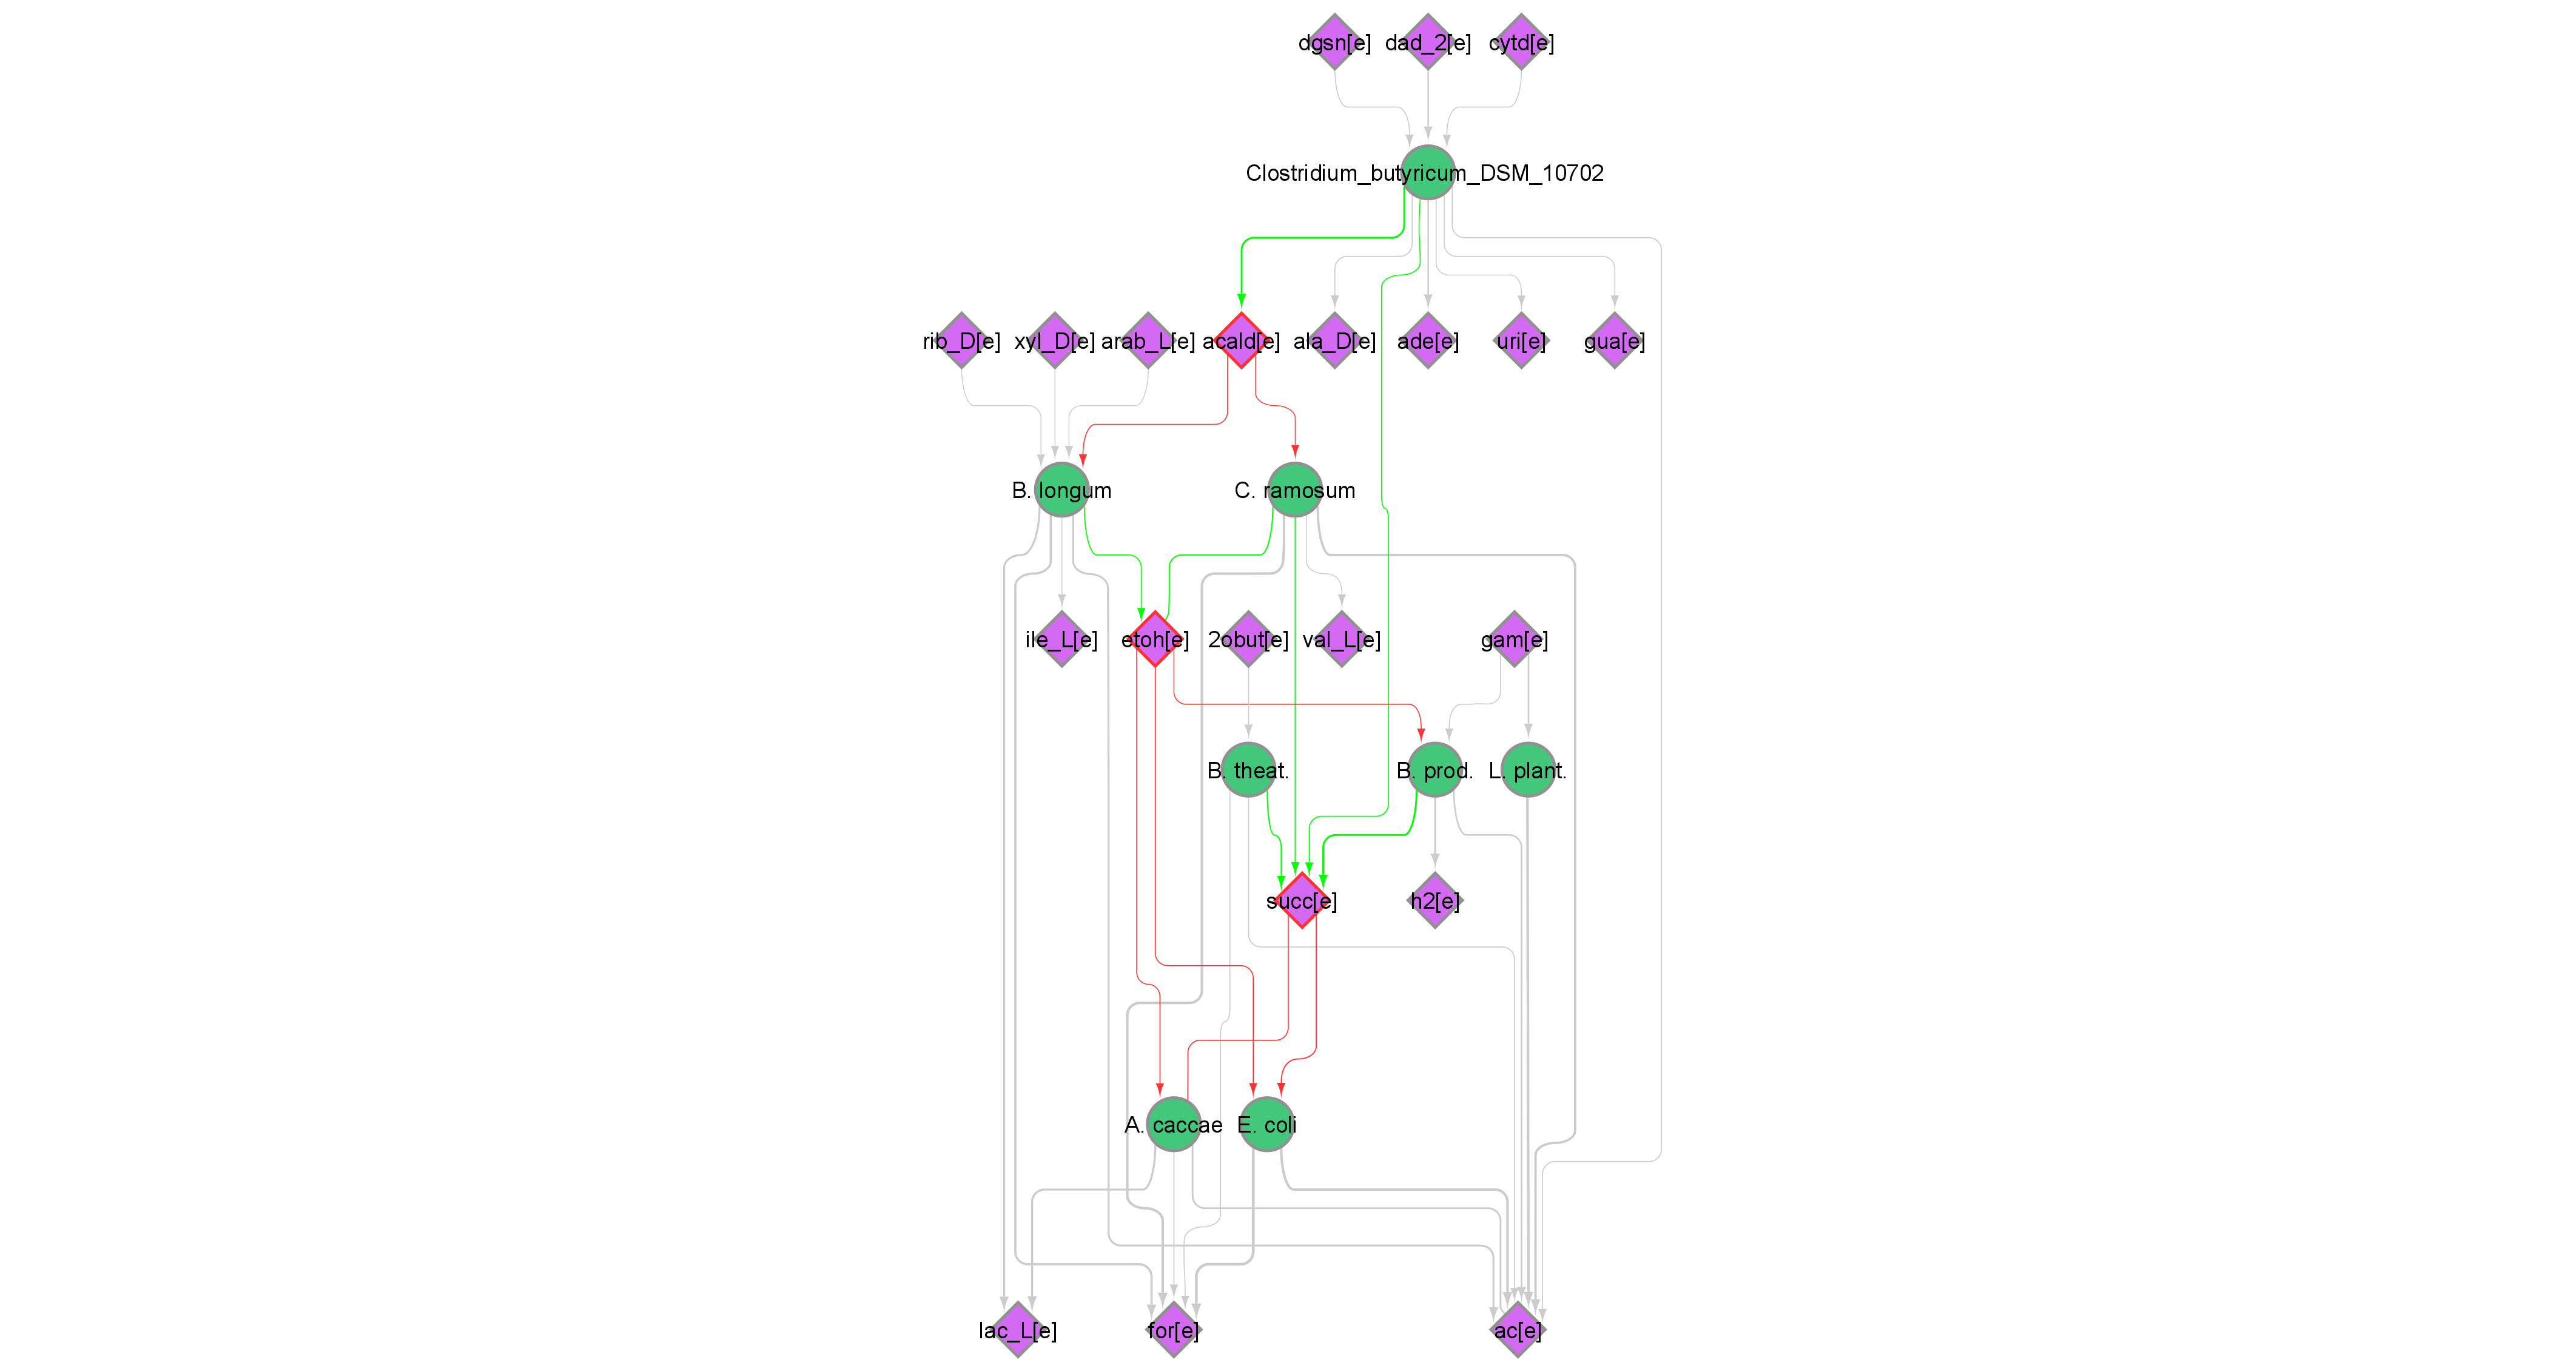 dgsn[e]
dad_2[e]
cytd[e]
Clostridium_butyricum_DSM_10702
rib_D[e]
xyl_D[e]
arab_L[e]
acald[e]
ala_D[e]
ade[e]
uri[e]
gua[e]
B. longum
C. ramosum
ile_L[e]
etoh[e]
2obut[e]
val_L[e]
gam[e]
B. theat.
B. prod.
L. plant.
succ[e]
h2[e]
A. caccae
E. coli
lac_L[e]
for[e]
ac[e]